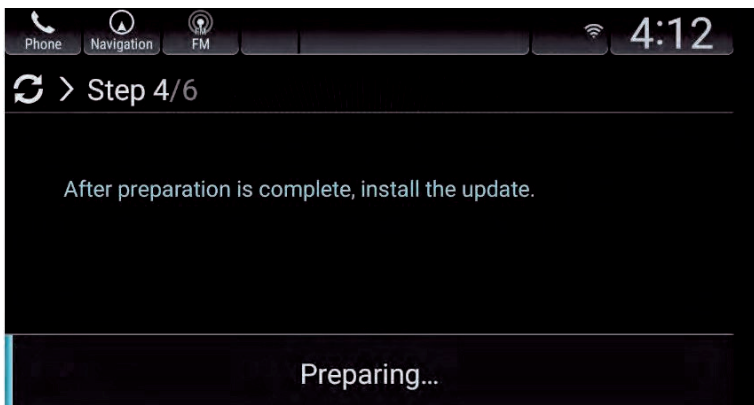 Phone
Navigation
FM
4:12
Step 4/6
After preparation is complete, install the update.
Preparing...